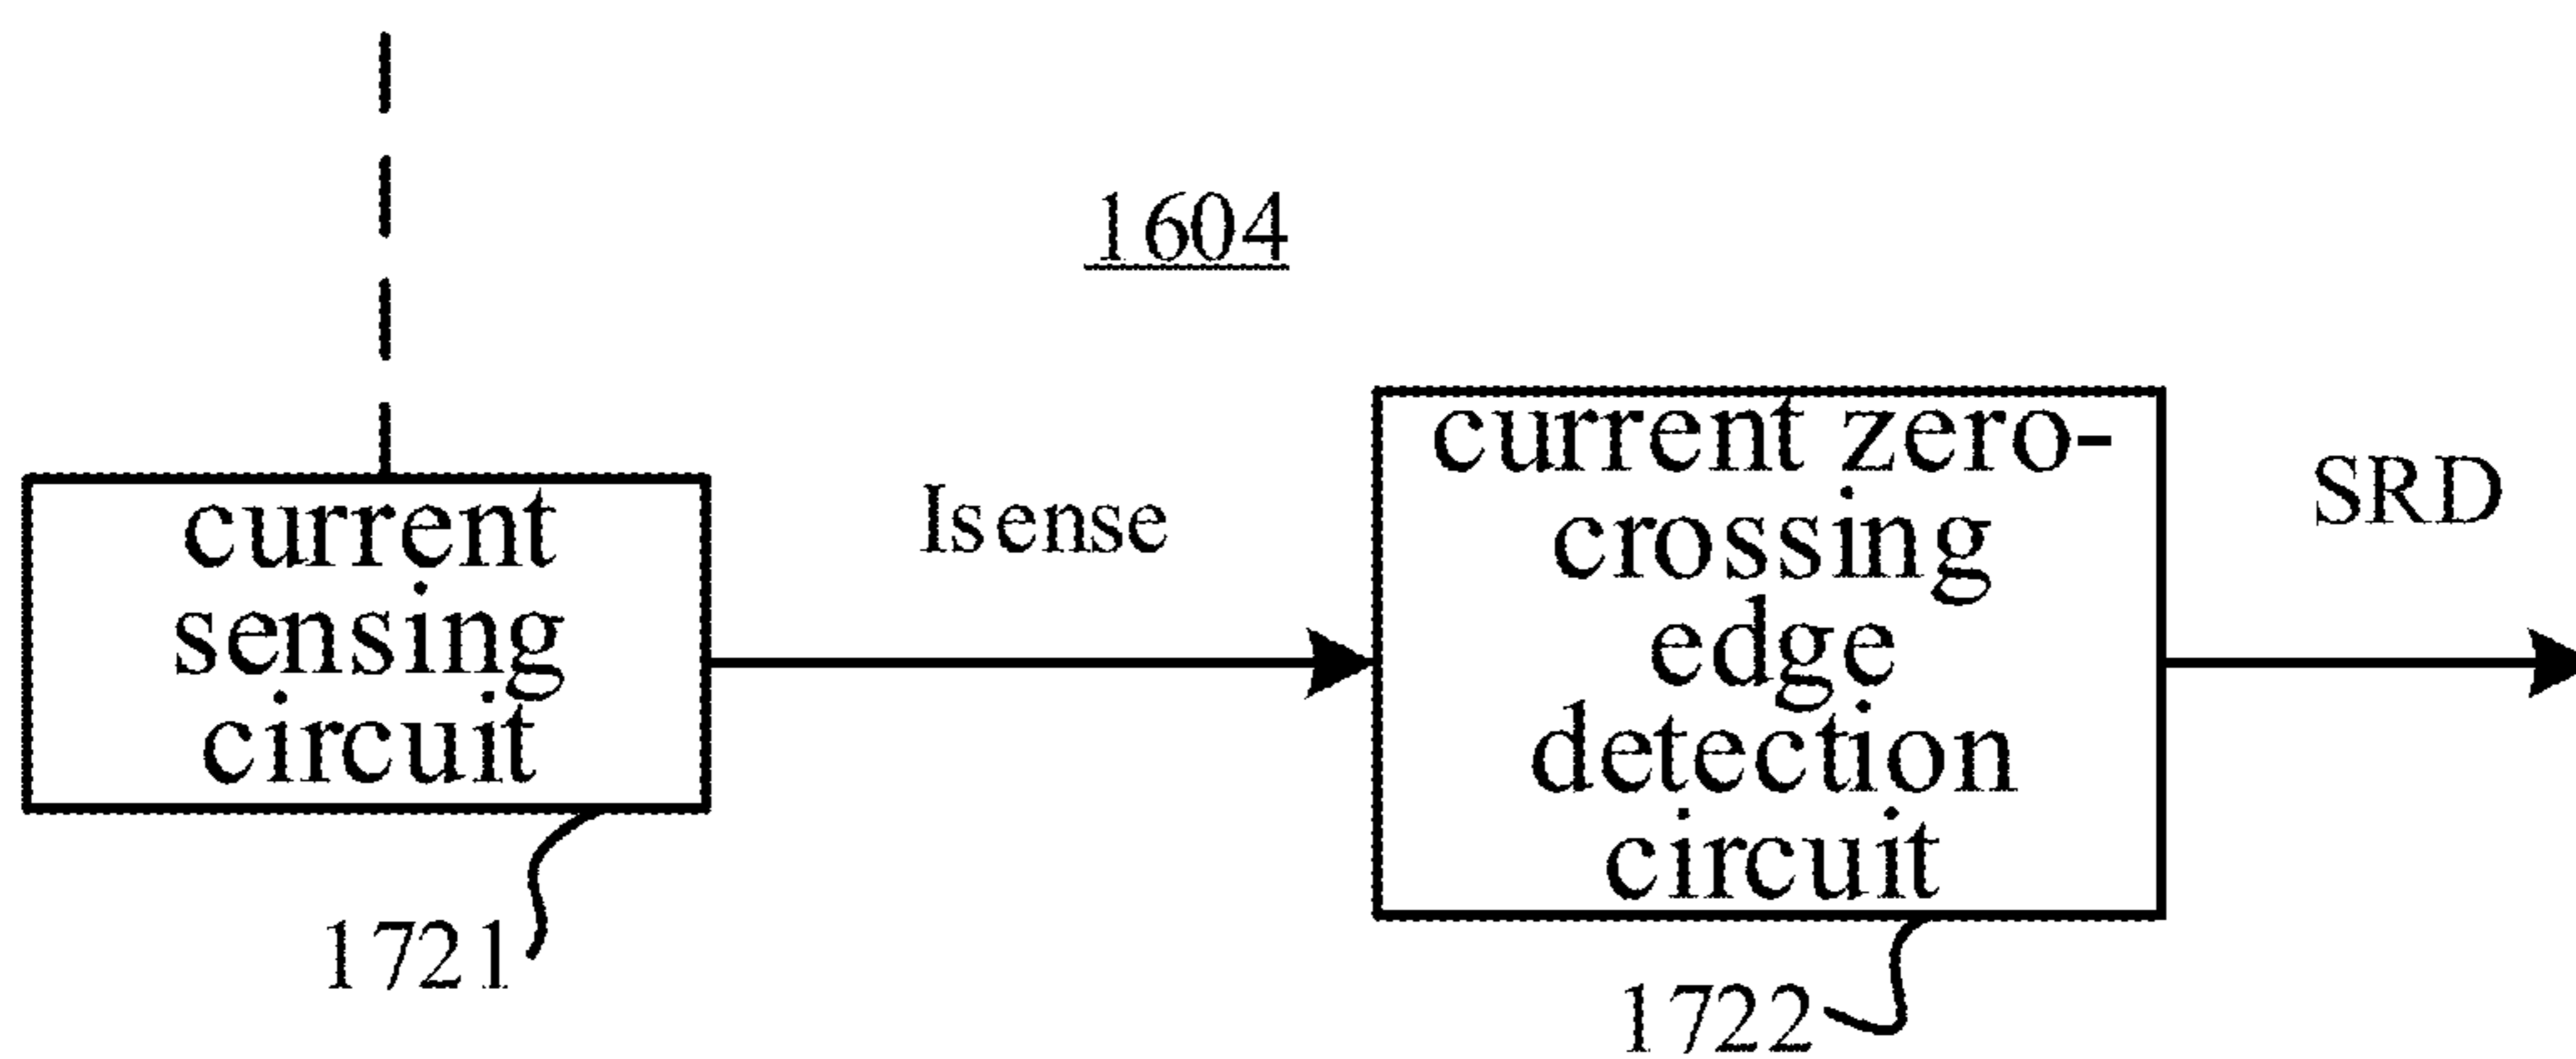 1604
current
sensing
circuit
Isense
current zero-
crossing
edge
detection
circuit
SRD
1721
1722